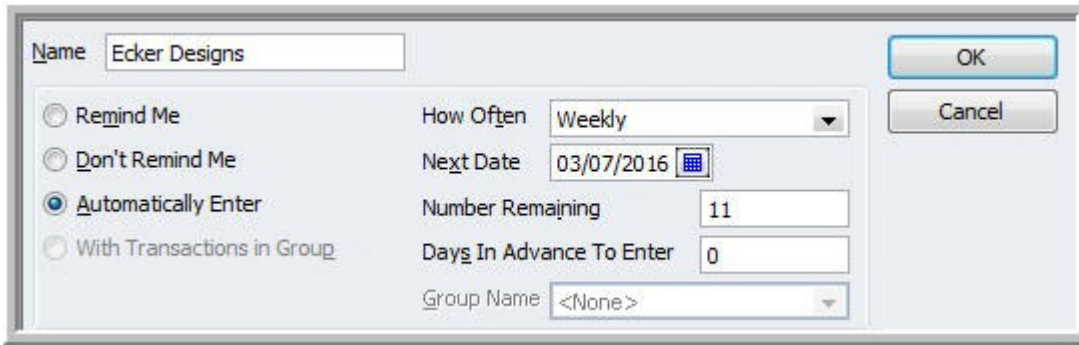 Name Ecker Designs OK
Remind Me How Often Weekly Cancel
Don't Remind Me Next Date 03/07/2016
Automatically Enter Number Remaining 11
With Transactions in Group Days In Advance To Enter 0
Group Name <None>